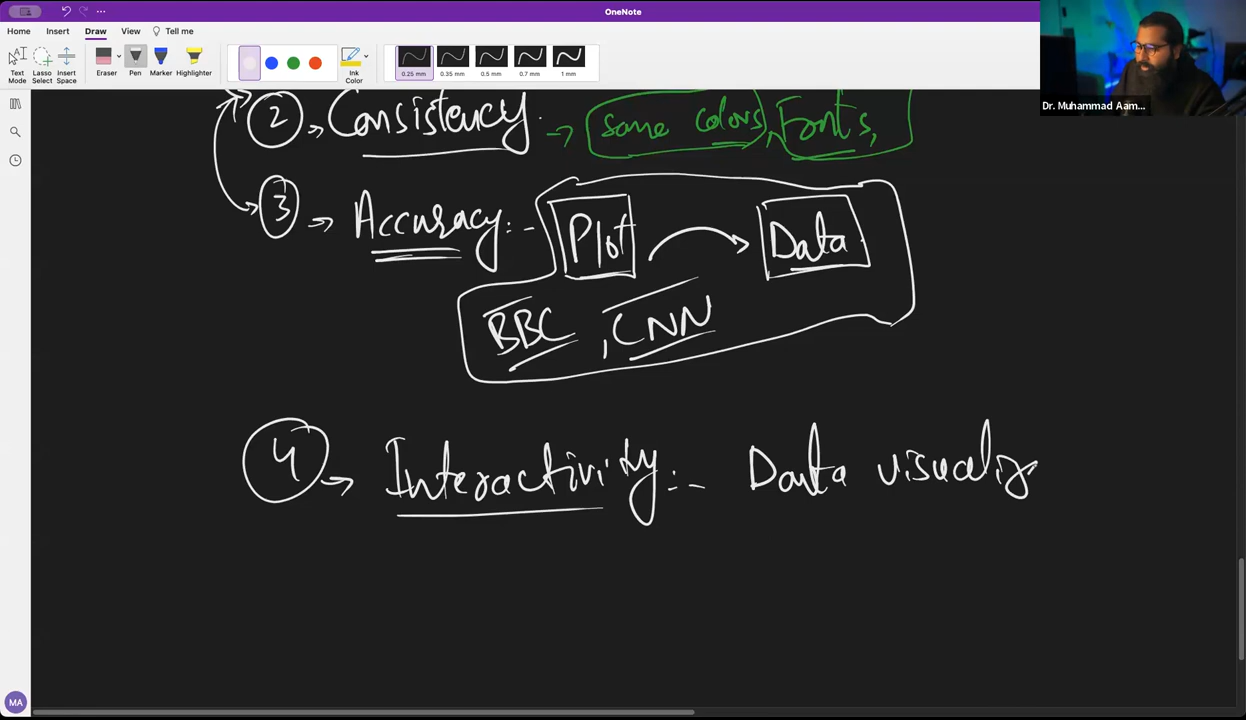 OneNote
Home Insert Draw View Tell me
Text Mode
Lasso Select
Insert Space
Eraser
Pen
Marker
Highlighter
Ink Color
0.25 mm
0.35 mm
0.5 mm
0.7 mm
1 mm
Dr. Muhammad Aam...
2 Consistency. same colors, Fonts,
3 Accuracy:- Plot Data
BBC, CNN
4 Interactivity:- Data visualiz
MA